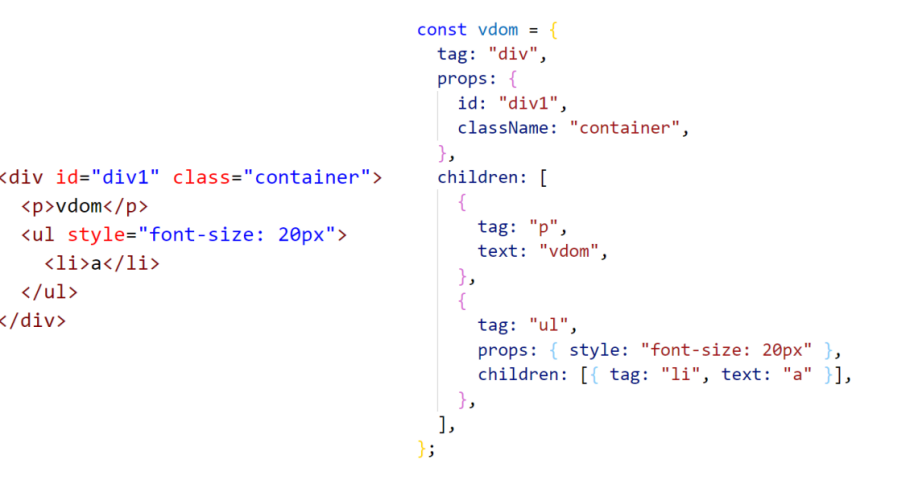 <div id="div1" class="container">
  <p>vdom</p>
  <ul style="font-size: 20px">
    <li>a</li>
  </ul>
</div>
const vdom = {
  tag: "div",
  props: {
    id: "div1",
    className: "container",
  },
  children: [
    {
      tag: "p",
      text: "vdom",
    },
    {
      tag: "ul",
      props: { style: "font-size: 20px" },
      children: [{ tag: "li", text: "a" }],
    },
  ],
};